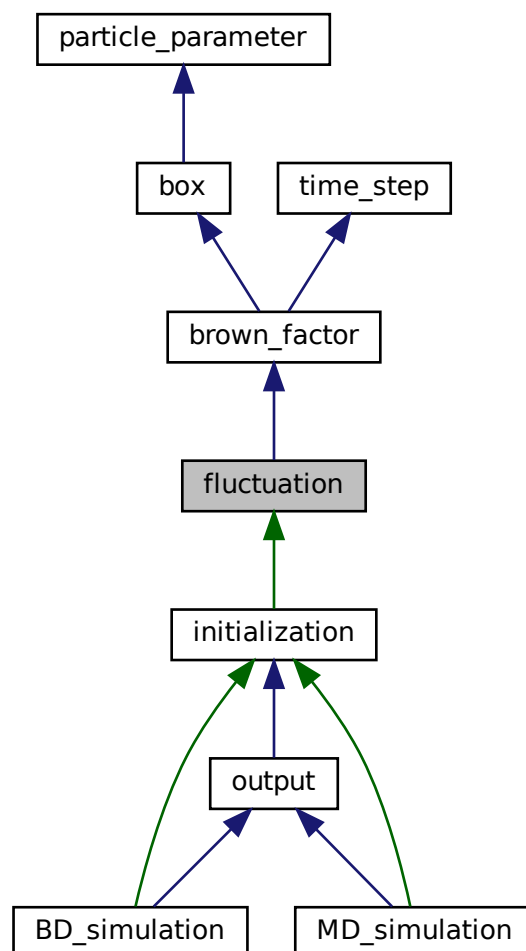 particle_parameter
box
time_step
brown_factor
fluctuation
initialization
output
BD_simulation
MD_simulation